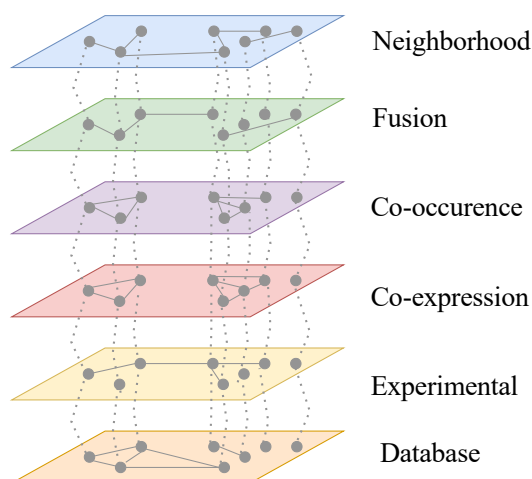 Neighborhood
Fusion
Co-occurence
Co-expression
Experimental
Database